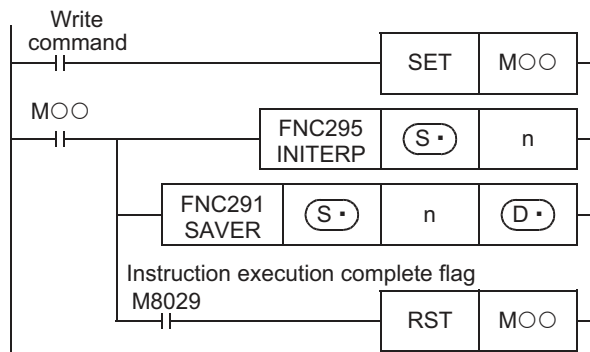 Write
command
SET M○○
M○○
FNC295
INITERP
S・ n
FNC291
SAVER
S・ n D・
Instruction execution complete flag
M8029
RST M○○